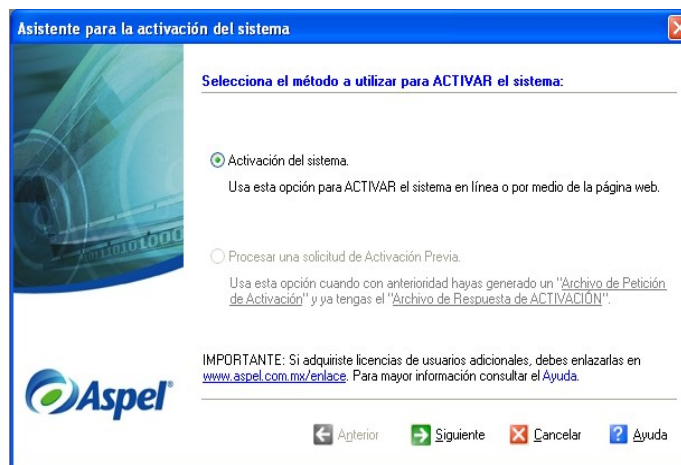 Asistente para la activación del sistema
Selecciona el método a utilizar para ACTIVAR el sistema:
Activación del sistema.
Usa esta opción para ACTIVAR el sistema en línea o por medio de la página web.
Procesar una solicitud de Activación Previa.
Usa esta opción cuando con anterioridad hayas generado un "Archivo de Petición
de Activación" y ya tengas el "Archivo de Respuesta de ACTIVACIÓN".
IMPORTANTE: Si adquiriste licencias de usuarios adicionales, debes enlazarlas en
www.aspel.com.mx/enlace. Para mayor información consultar el Ayuda.
Aspel®
Anterior Siguiente Cancelar Ayuda